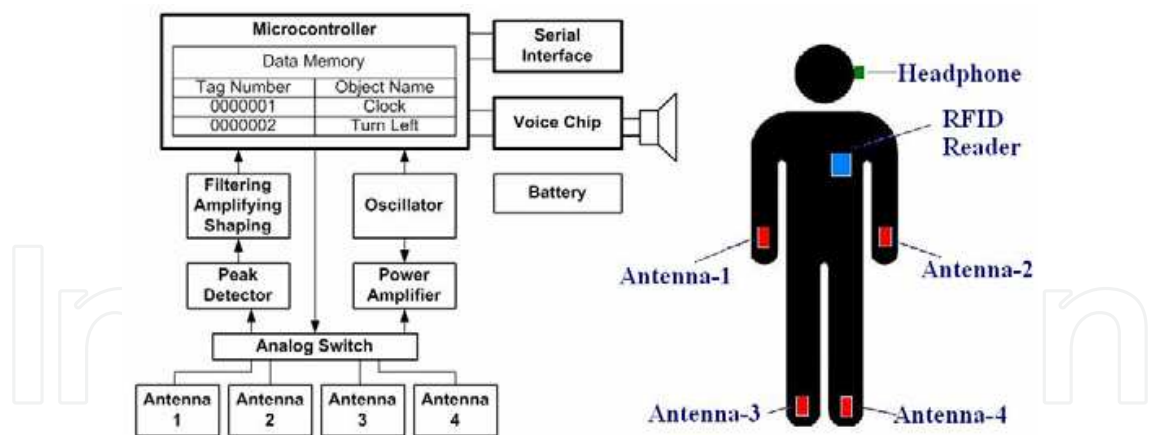 Microcontroller
Data Memory
Tag Number Object Name
0000001 Clock
0000002 Turn Left
Serial
Interface
Voice Chip
Battery
Filtering
Amplifying
Shaping
Oscillator
Peak
Detector
Power
Amplifier
Analog Switch
Antenna
1
Antenna
2
Antenna
3
Antenna
4
Headphone
RFID
Reader
Antenna-1
Antenna-2
Antenna-3
Antenna-4